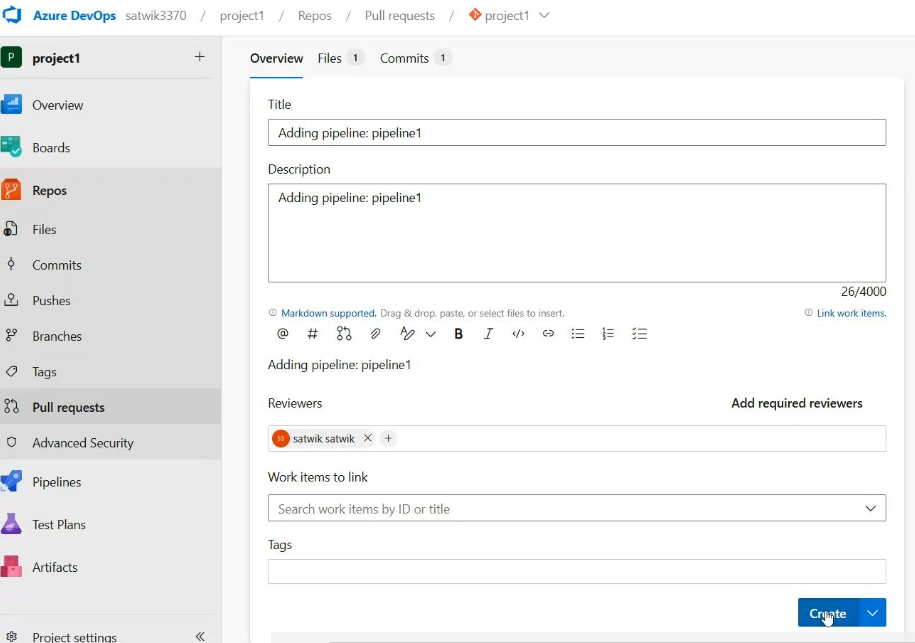 Azure DevOps satwik3370 / project1 / Repos / Pull requests / project1
P project1 +
Overview
Boards
Repos
Files
Commits
Pushes
Branches
Tags
Pull requests
Advanced Security
Pipelines
Test Plans
Artifacts
Project settings
Overview Files 1 Commits 1
Title
Adding pipeline: pipeline1
Description
Adding pipeline: pipeline1
26/4000
Markdown supported. Drag & drop, paste, or select files to insert. Link work items.
@ # B I </>
Adding pipeline: pipeline1
Reviewers Add required reviewers
SS satwik satwik × +
Work items to link
Search work items by ID or title
Tags
Create